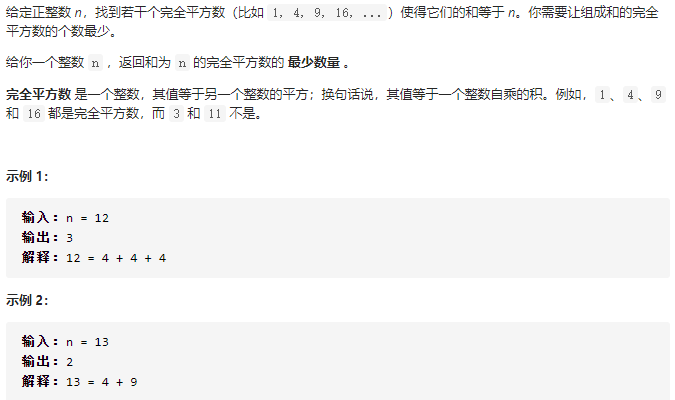 给定正整数 n，找到若干个完全平方数（比如 1, 4, 9, 16, ...）使得它们的和等于 n。你需要让组成和的完全
平方数的个数最少。
给你一个整数 n ，返回和为 n 的完全平方数的 最少数量 。
完全平方数 是一个整数，其值等于另一个整数的平方；换句话说，其值等于一个整数自乘的积。例如，1 、4 、9
和 16 都是完全平方数，而 3 和 11 不是。
示例 1：
输入：n = 12
输出：3
解释：12 = 4 + 4 + 4
示例 2：
输入：n = 13
输出：2
解释：13 = 4 + 9